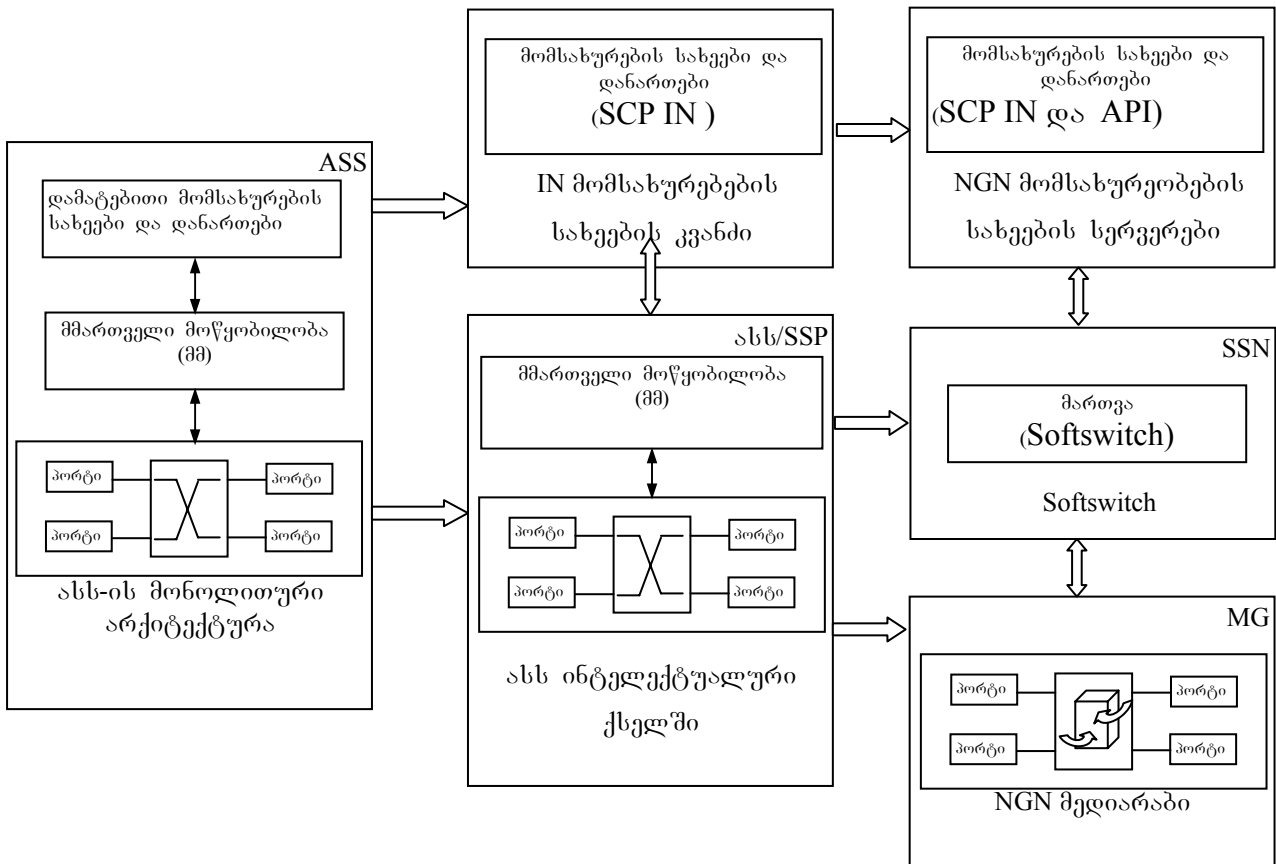 ASS
დამატებითი მომსახურების
სახეები და დანართები
მმართველი მოწყობილობა
(მმ)
პორტი
პორტი
პორტი
პორტი
ასს-ის მონოლითური
არქიტექტურა
მომსახურების სახეები და
დანართები
(SCP IN )
IN მომსახურებების
სახეების კვანძი
ასს/SSP
მმართველი მოწყობილობა
(მმ)
პორტი
პორტი
პორტი
პორტი
ასს ინტელექტუალური
ქსელში
მომსახურების სახეები და
დანართები
(SCP IN და API)
NGN მომსახურეობების
სახეების სერვერები
SSN
მართვა
(Softswitch)
Softswitch
MG
პორტი
პორტი
პორტი
პორტი
NGN მედიარაბი